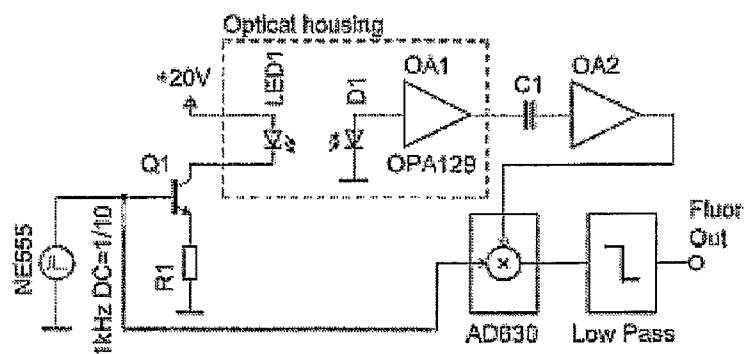 Optical housing
+20V
LED1
D1
OA1
C1
OA2
OPA129
Q1
NE555
1kHz DC=1/10
R1
AD630
Low Pass
Fluor
Out